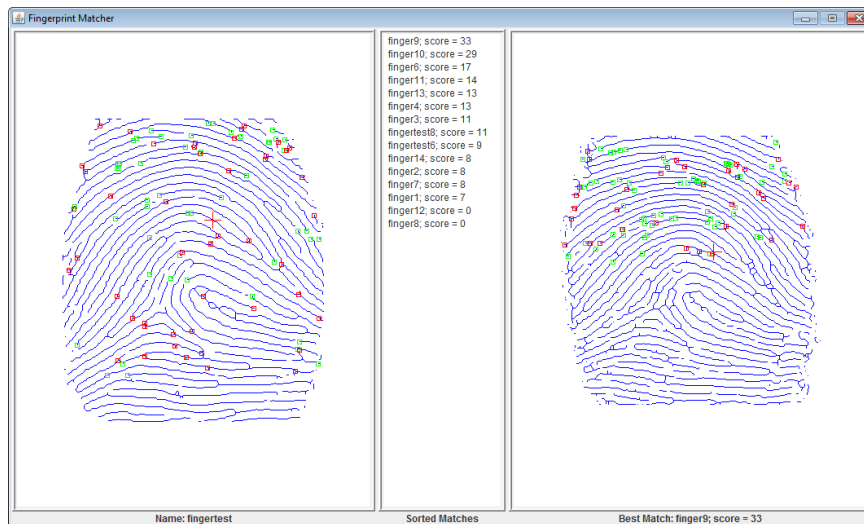 Fingerprint Matcher
finger9; score = 33
finger10; score = 29
finger6; score = 17
finger11; score = 14
finger13; score = 13
finger4; score = 13
finger3; score = 11
fingertest8; score = 11
fingertest6; score = 9
finger14; score = 8
finger2; score = 8
finger7; score = 8
finger1; score = 7
finger12; score = 0
finger8; score = 0
Name: fingertest
Sorted Matches
Best Match: finger9; score = 33